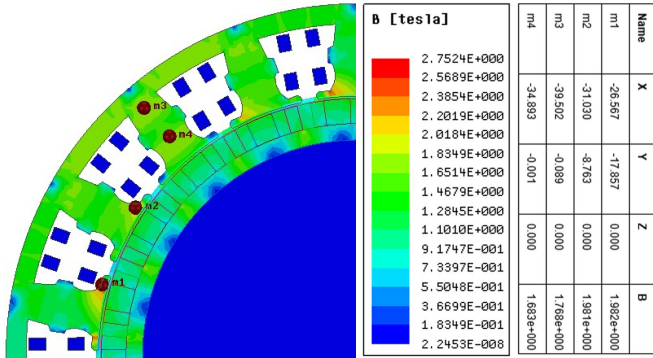 m3
m4
m2
m1
B [tesla]
2.7524E+000
2.5689E+000
2.3854E+000
2.2019E+000
2.0184E+000
1.8349E+000
1.6514E+000
1.4679E+000
1.2845E+000
1.1010E+000
9.1747E-001
7.3397E-001
5.5048E-001
3.6699E-001
1.8349E-001
2.2453E-008
Name X Y Z B
m1 -26.567 -17.857 0.000 1.982e+000
m2 -31.030 -8.763 0.000 1.981e+000
m3 -39.502 -0.089 0.000 1.768e+000
m4 -34.893 -0.001 0.000 1.683e+000